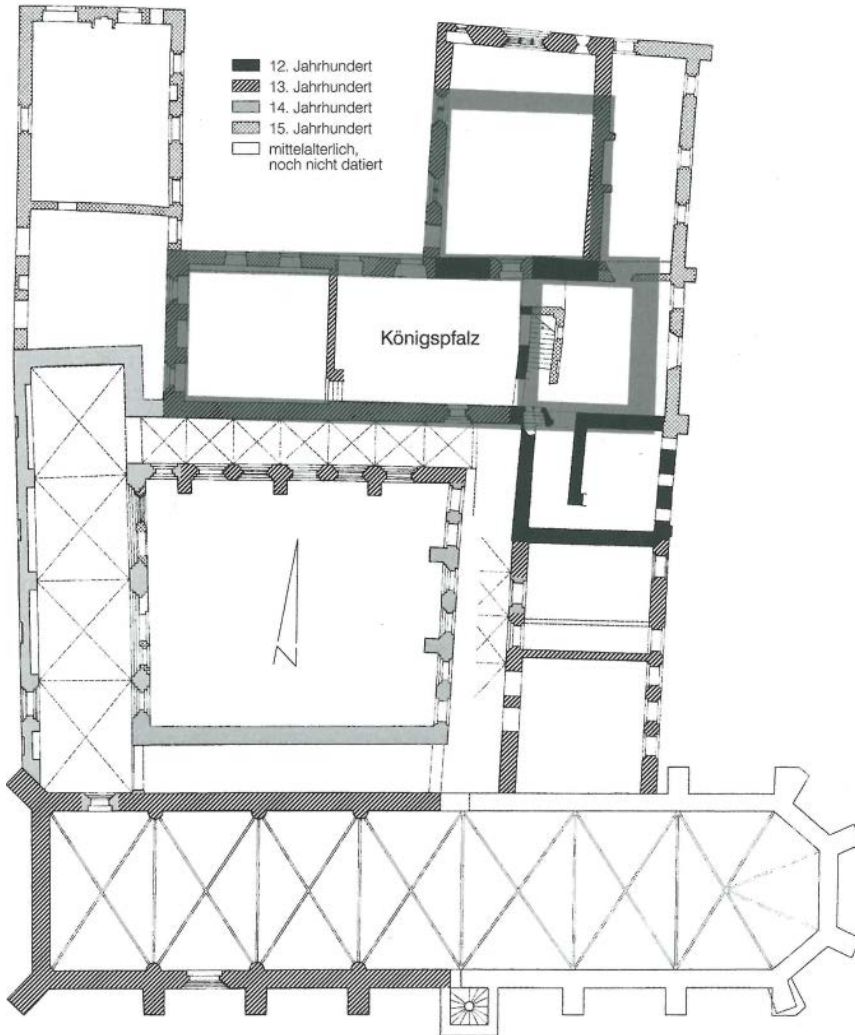 12. Jahrhundert
13. Jahrhundert
14. Jahrhundert
15. Jahrhundert
mittelalterlich,
noch nicht datiert
Königspfalz
N